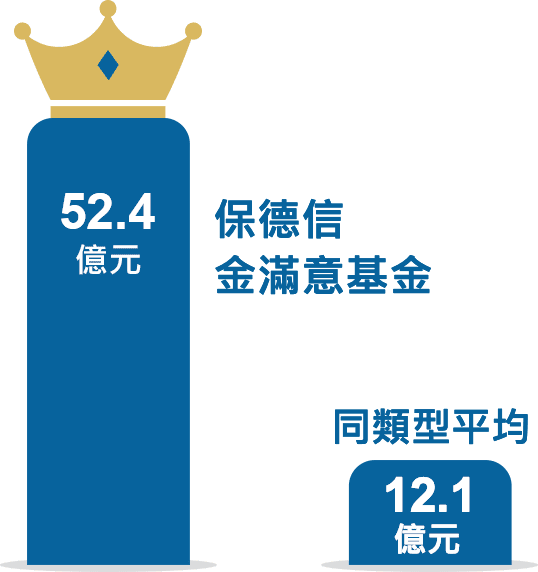 52.4
億元
保德信
金滿意基金
同類型平均
12.1
億元